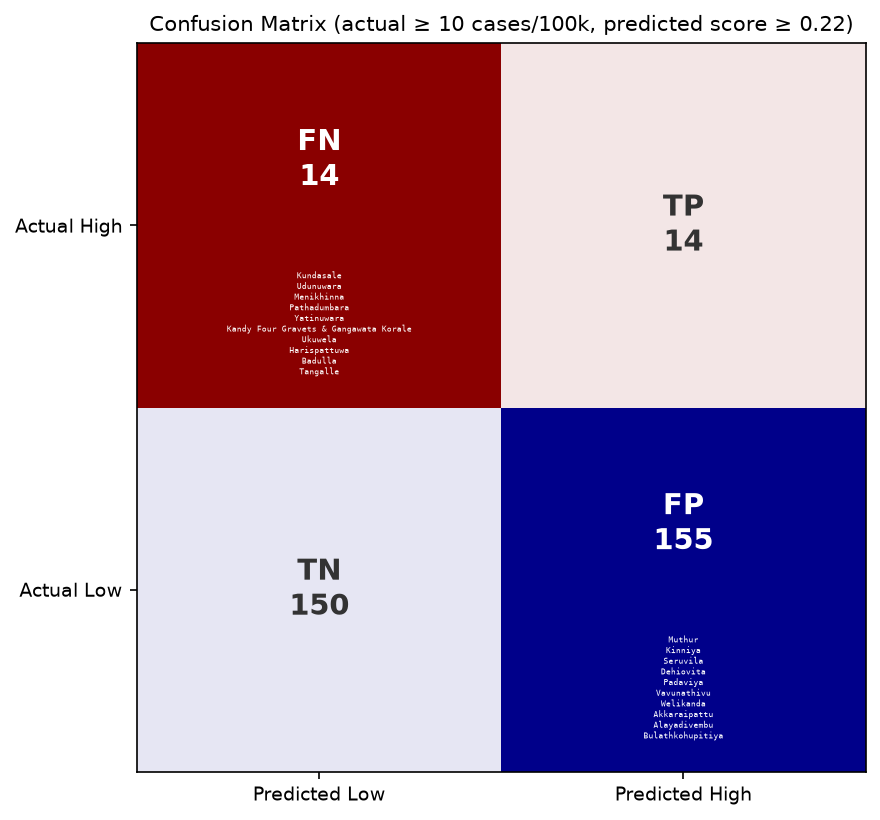 Confusion Matrix (actual ≥ 10 cases/100k, predicted score ≥ 0.22)
Actual High
FN
14
Kundasale
Udunuwara
Menikhinna
Pathadumbara
Yatinuwara
Kandy Four Gravets & Gangawata Korale
Ukuwela
Harispattuwa
Badulla
Tangalle
TP
14
Actual Low
TN
150
FP
155
Muthur
Kinniya
Seruvila
Dehiovita
Padaviya
Vavunathivu
Welikanda
Akkaraipattu
Alayadivembu
Bulathkohupitiya
Predicted Low
Predicted High